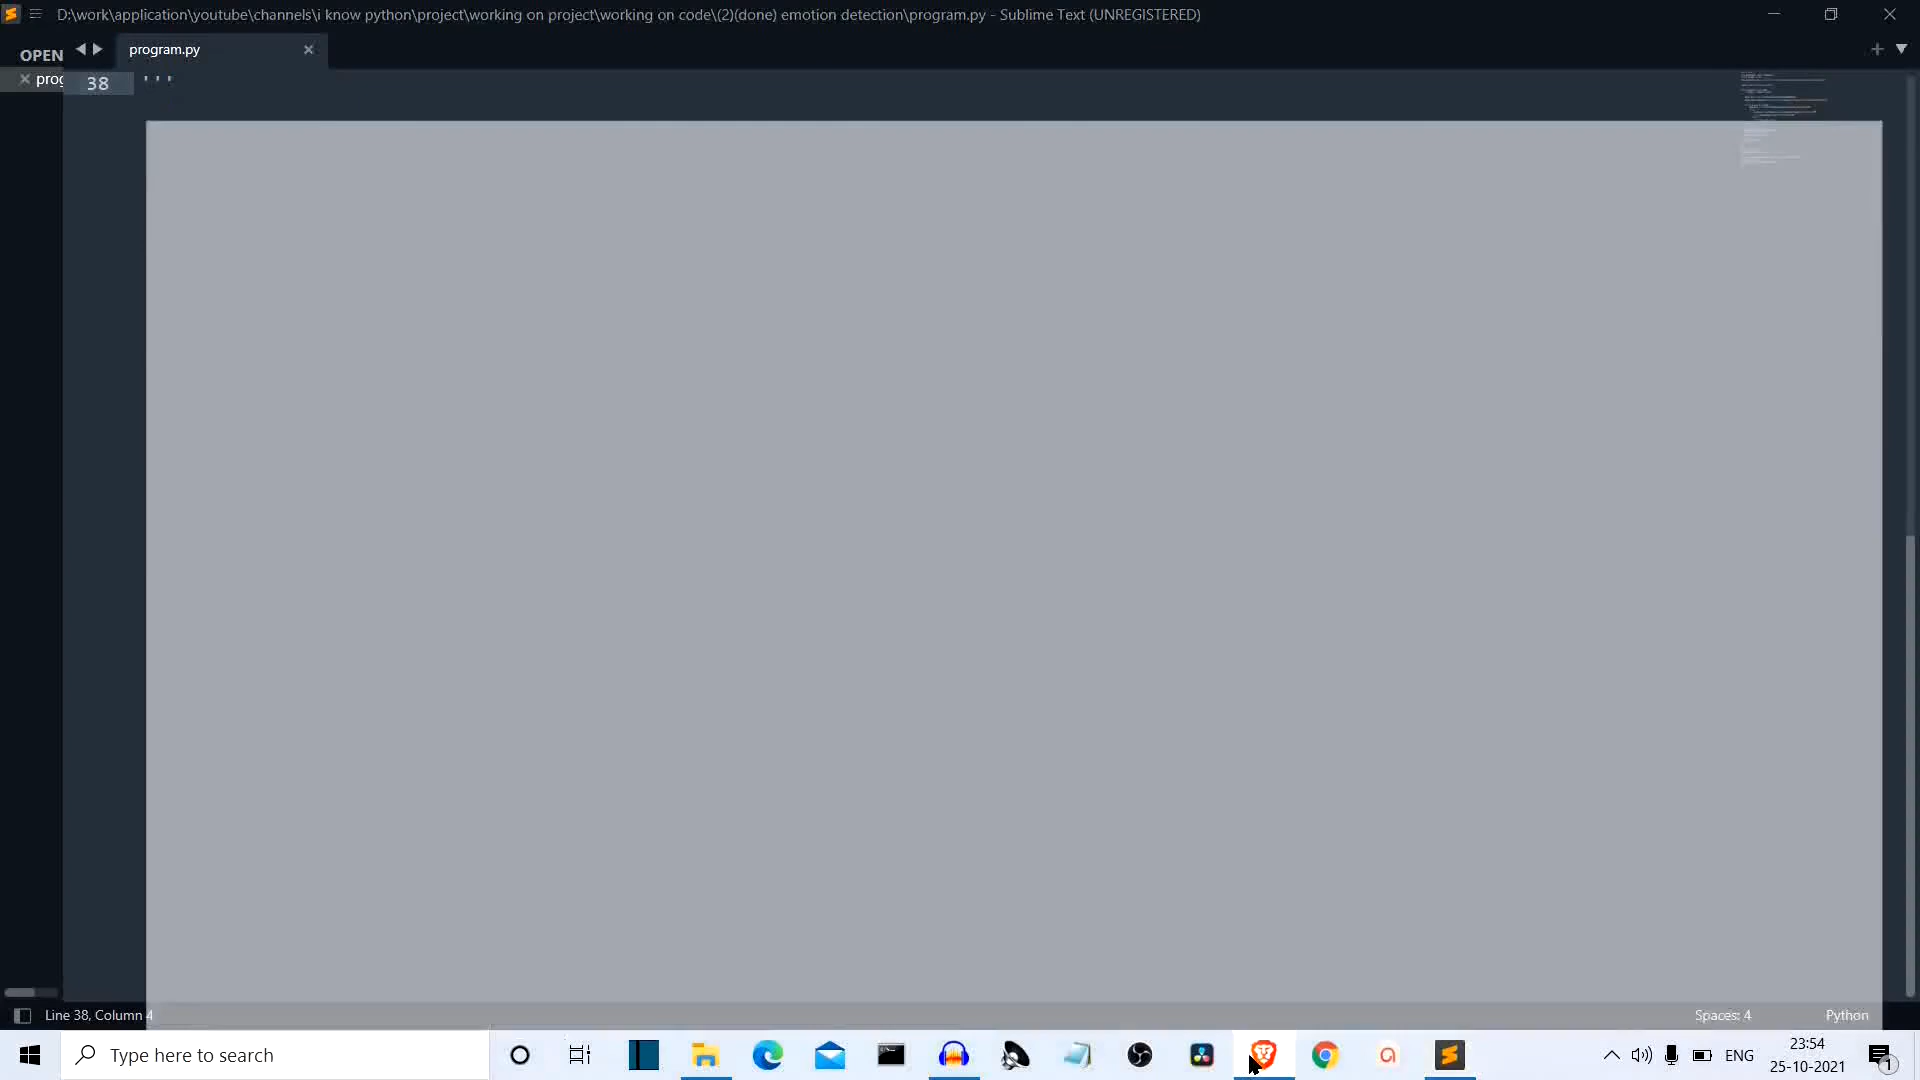 D:\work\application\youtube\channels\i know python\project\working on project\working on code\(2)(done) emotion detection\program.py - Sublime Text (UNREGISTERED)
OPEN
program.py
prog
38 '''
Line 38, Column 4
Spaces: 4
Python
Type here to search
ENG
23:54
25-10-2021
1